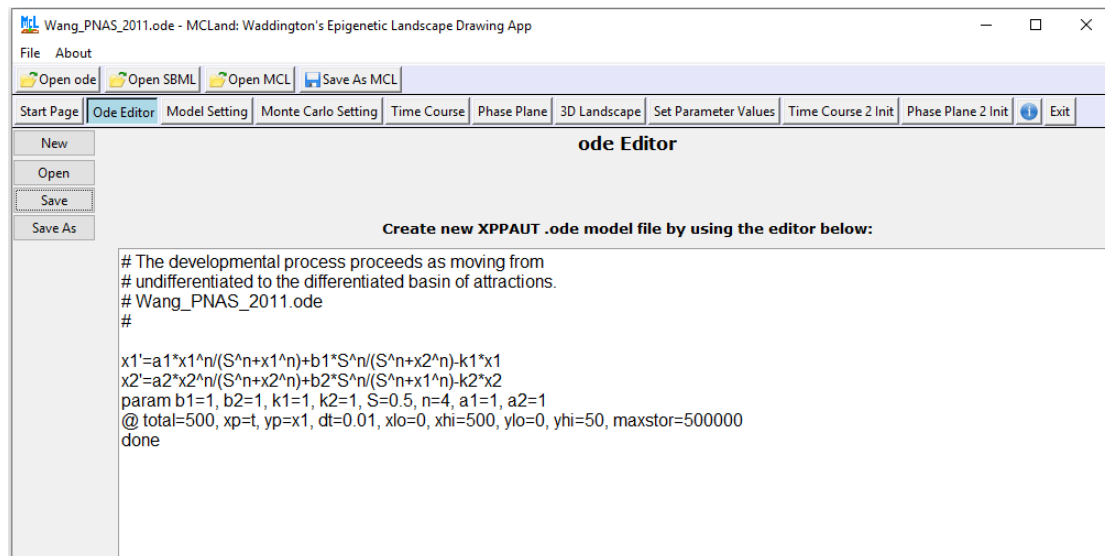 MCL Wang_PNAS_2011.ode - MCLand: Waddington's Epigenetic Landscape Drawing App
File About
Open ode Open SBML Open MCL Save As MCL
Start Page Ode Editor Model Setting Monte Carlo Setting Time Course Phase Plane 3D Landscape Set Parameter Values Time Course 2 Init Phase Plane 2 Init i Exit
New
ode Editor
Open
Save
Save As
Create new XPPAUT .ode model file by using the editor below:
# The developmental process proceeds as moving from
# undifferentiated to the differentiated basin of attractions.
# Wang_PNAS_2011.ode
#
x1'=a1*x1^n/(S^n+x1^n)+b1*S^n/(S^n+x2^n)-k1*x1
x2'=a2*x2^n/(S^n+x2^n)+b2*S^n/(S^n+x1^n)-k2*x2
param b1=1, b2=1, k1=1, k2=1, S=0.5, n=4, a1=1, a2=1
@ total=500, xp=t, yp=x1, dt=0.01, xlo=0, xhi=500, ylo=0, yhi=50, maxstor=500000
done